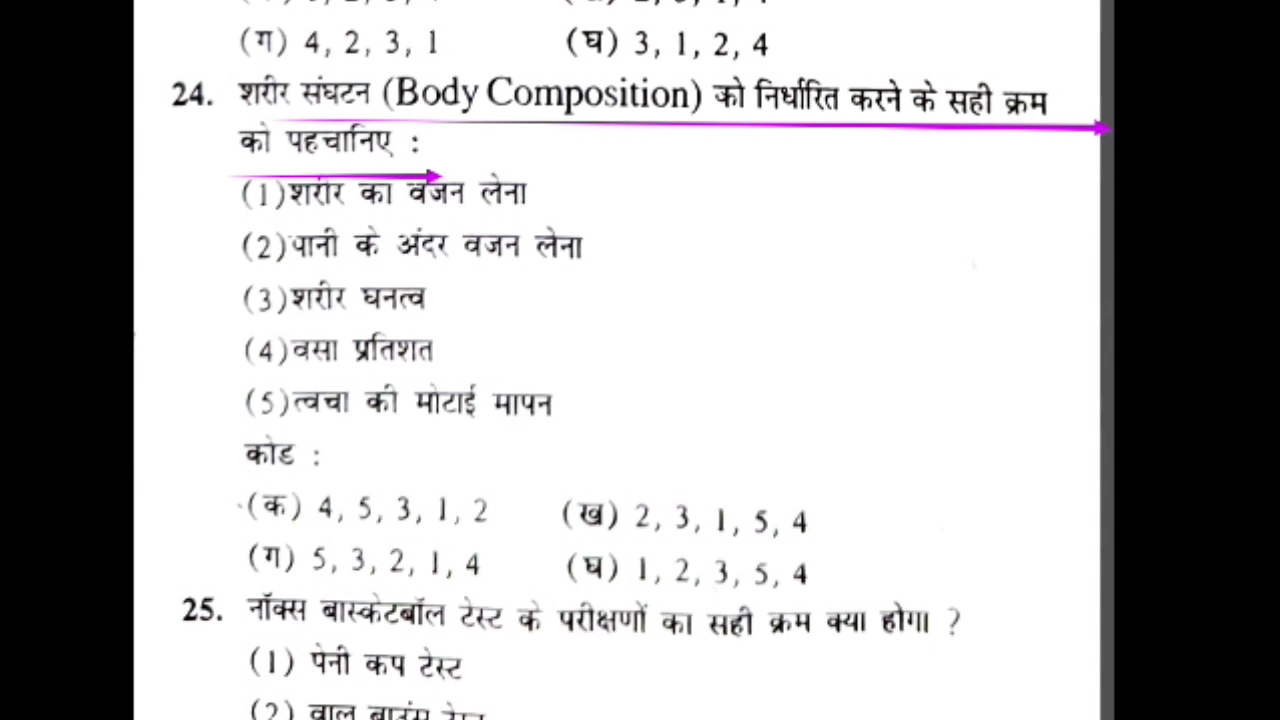 (ग) 4, 2, 3, 1 (घ) 3, 1, 2, 4
24. शरीर संघटन (Body Composition) को निर्धारित करने के सही क्रम
को पहचानिए :
(1)शरीर का वजन लेना
(2)पानी के अंदर वजन लेना
(3)शरीर घनत्व
(4)वसा प्रतिशत
(5)त्वचा की मोटाई मापन
कोड :
(क) 4, 5, 3, 1, 2 (ख) 2, 3, 1, 5, 4
(ग) 5, 3, 2, 1, 4 (घ) 1, 2, 3, 5, 4
25. नॉक्स बास्केटबॉल टेस्ट के परीक्षणों का सही क्रम क्या होगा ?
(1) पेनी कप टेस्ट
(2) वाल बाउंस टेस्ट